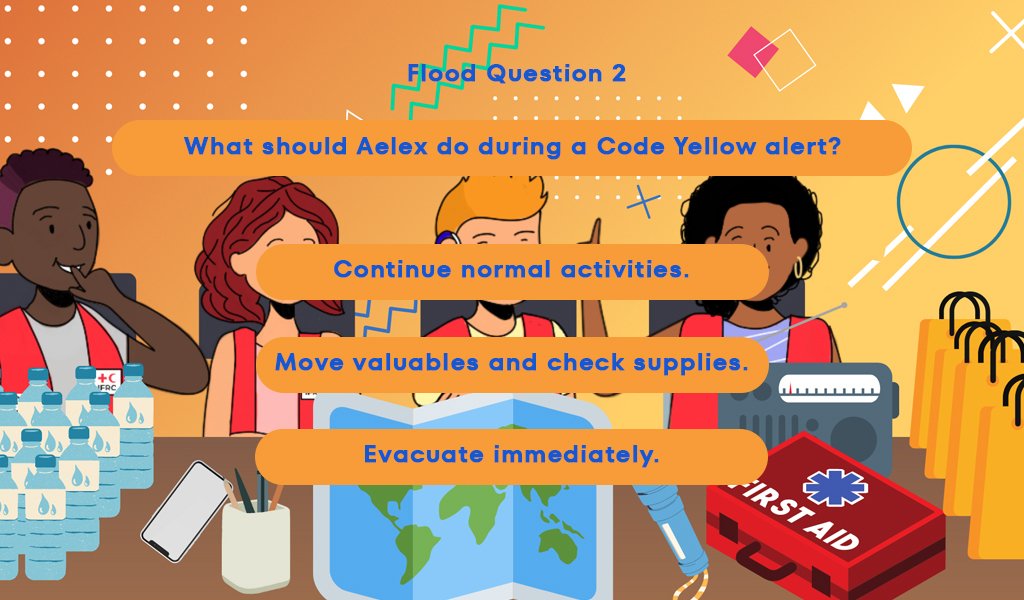 Flood Question 2
What should Aelex do during a Code Yellow alert?
Continue normal activities.
Move valuables and check supplies.
IFRC
Evacuate immediately.
FIRST AID